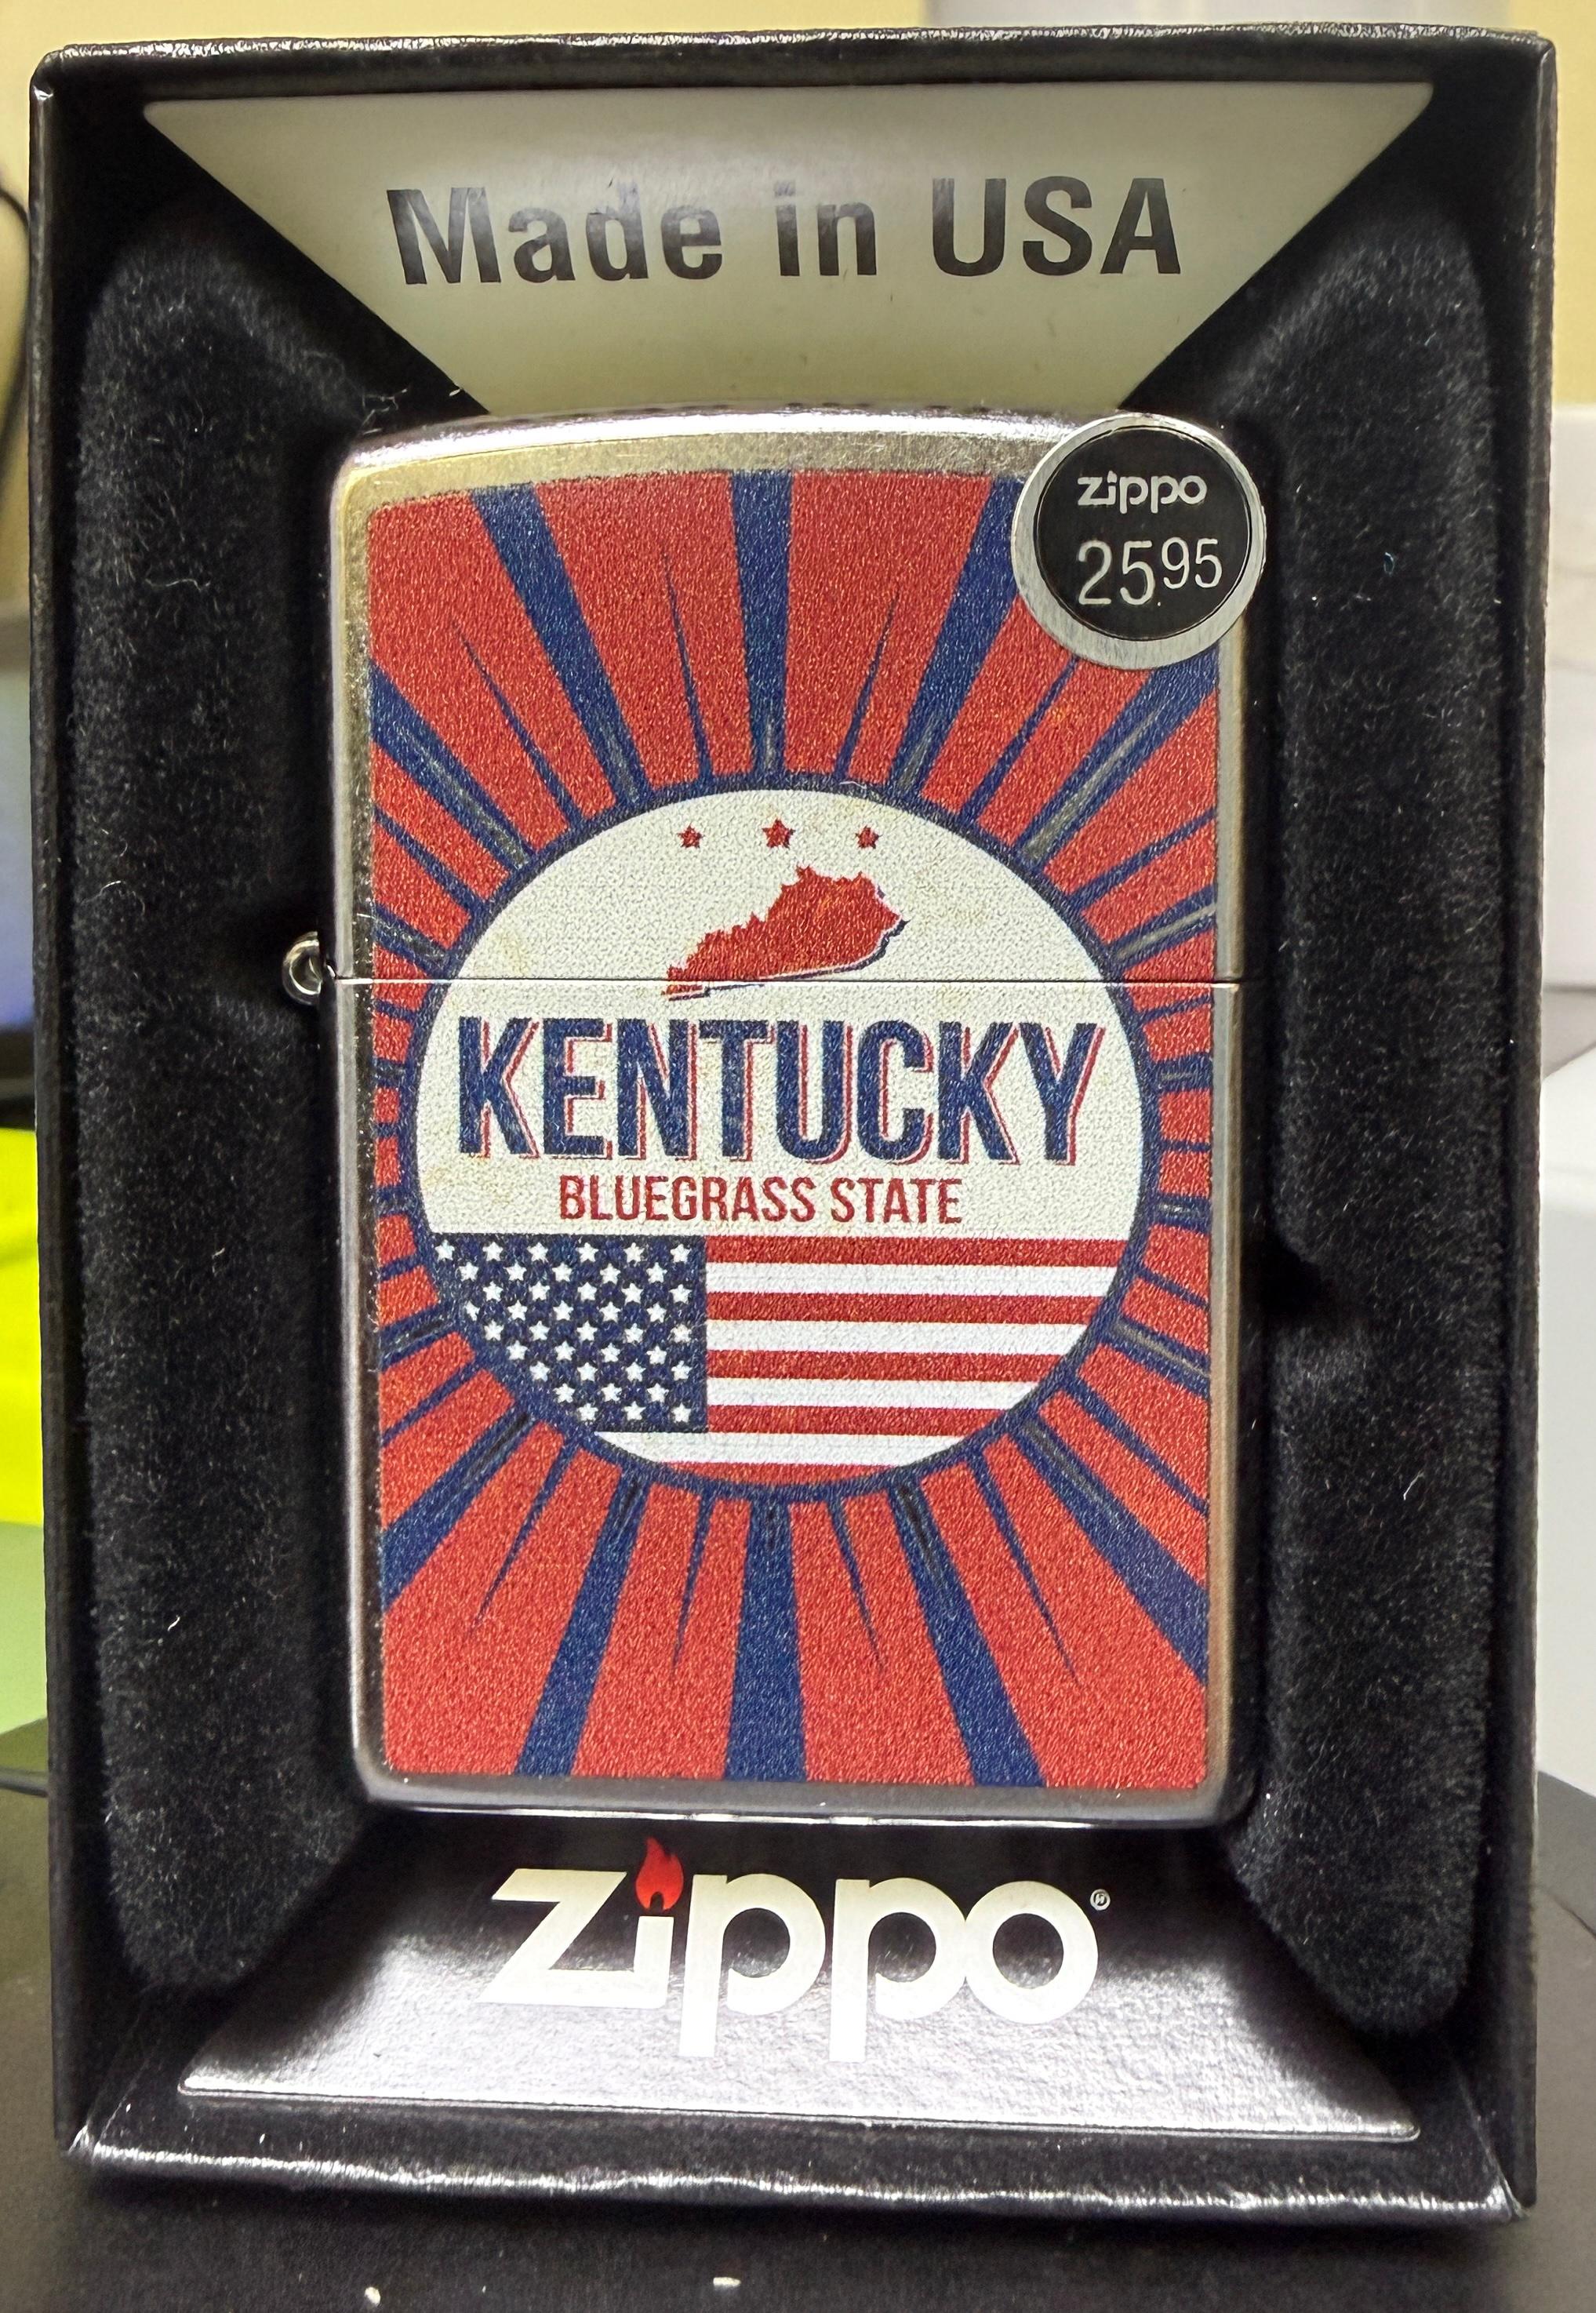 Made in USA
zippo
25.95
KENTUCKY
BLUEGRASS STATE
zippo®